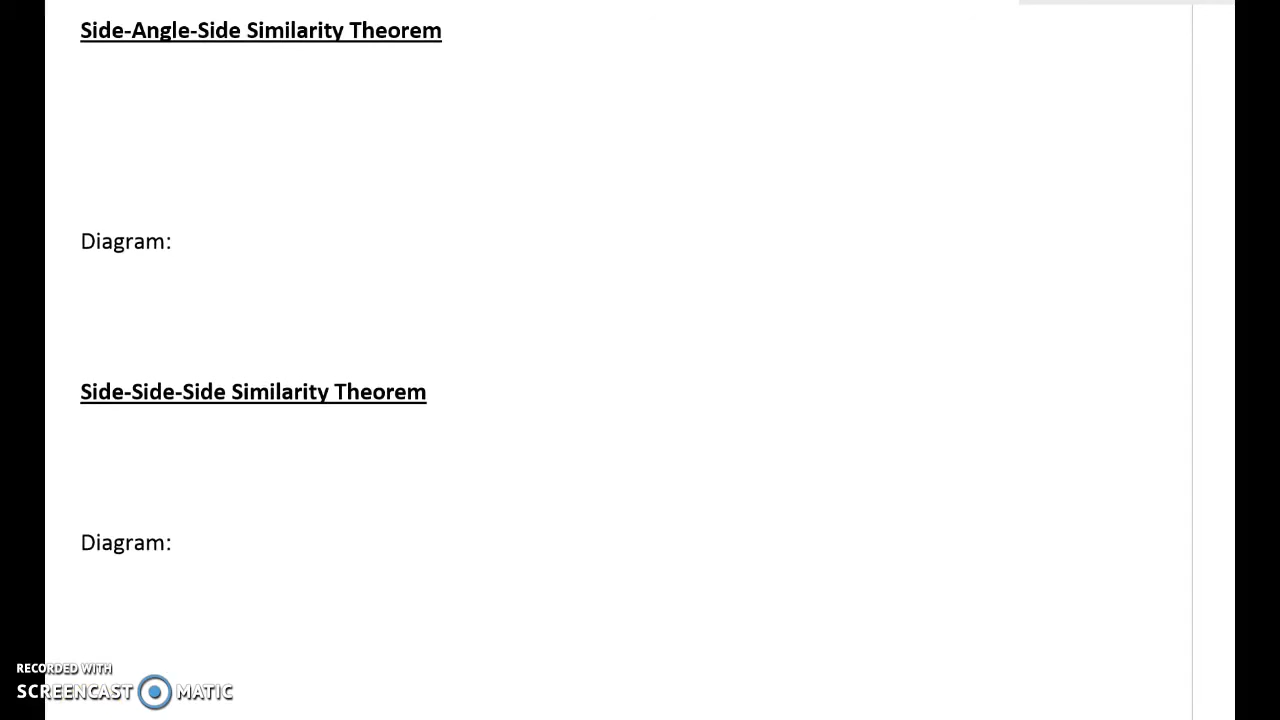 Side-Angle-Side Similarity Theorem
Diagram:
Side-Side-Side Similarity Theorem
Diagram:
RECORDED WITH
SCREENCAST MATIC